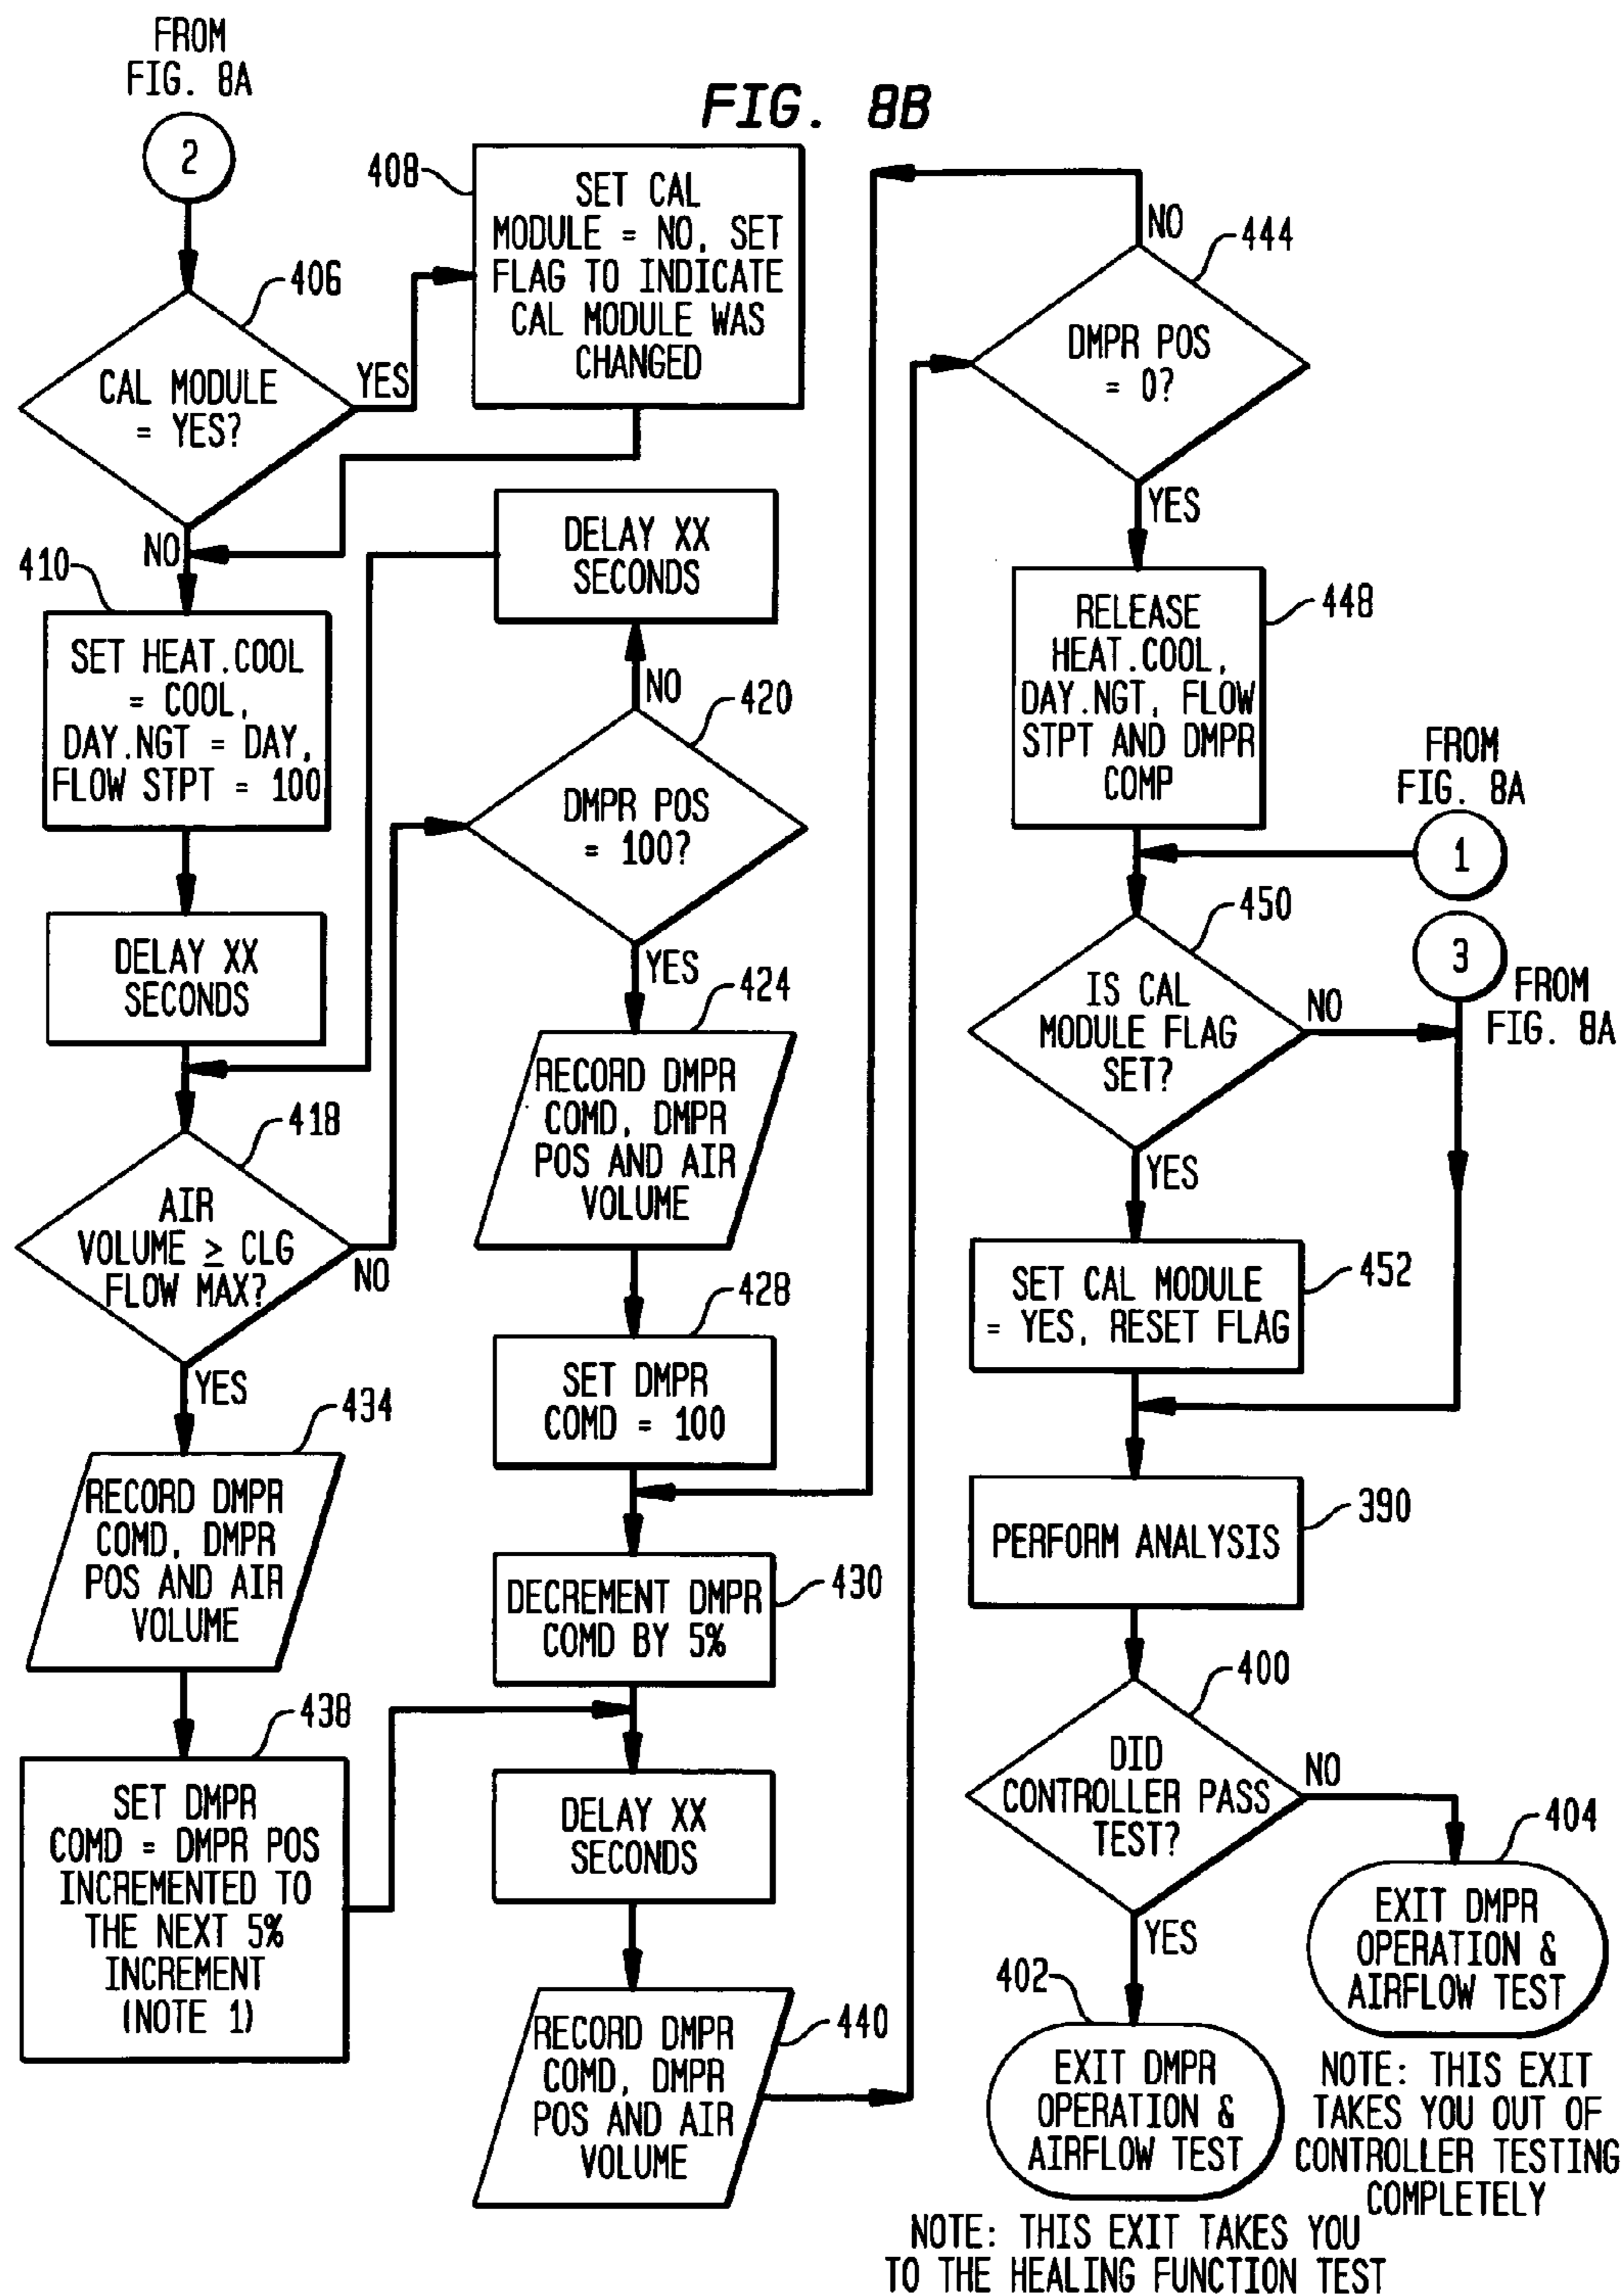 FROM
FIG. 8A
2
FIG. 8B
406
CAL MODULE
= YES?
YES
NO
408
SET CAL
MODULE = NO, SET
FLAG TO INDICATE
CAL MODULE WAS
CHANGED
410
SET HEAT.COOL
= COOL,
DAY.NGT = DAY,
FLOW STPT = 100
DELAY XX
SECONDS
418
AIR
VOLUME ≥ CLG
FLOW MAX?
NO
YES
434
RECORD DMPR
COMD, DMPR
POS AND AIR
VOLUME
438
SET DMPR
COMD = DMPR POS
INCREMENTED TO
THE NEXT 5%
INCREMENT
(NOTE 1)
DELAY XX
SECONDS
NO
420
DMPR POS
= 100?
YES
424
RECORD DMPR
COMD, DMPR
POS AND AIR
VOLUME
428
SET DMPR
COMD = 100
430
DECREMENT DMPR
COMD BY 5%
DELAY XX
SECONDS
440
RECORD DMPR
COMD, DMPR
POS AND AIR
VOLUME
NO
444
DMPR POS
= 0?
YES
448
RELEASE
HEAT.COOL,
DAY.NGT, FLOW
STPT AND DMPR
COMP
FROM
FIG. 8A
1
450
IS CAL
MODULE FLAG
SET?
NO
3
FROM
FIG. 8A
YES
452
SET CAL MODULE
= YES, RESET FLAG
390
PERFORM ANALYSIS
400
DID
CONTROLLER PASS
TEST?
NO
YES
404
EXIT DMPR
OPERATION &
AIRFLOW TEST
NOTE: THIS EXIT
TAKES YOU OUT OF
CONTROLLER TESTING
COMPLETELY
402
EXIT DMPR
OPERATION &
AIRFLOW TEST
NOTE: THIS EXIT TAKES YOU
TO THE HEALING FUNCTION TEST